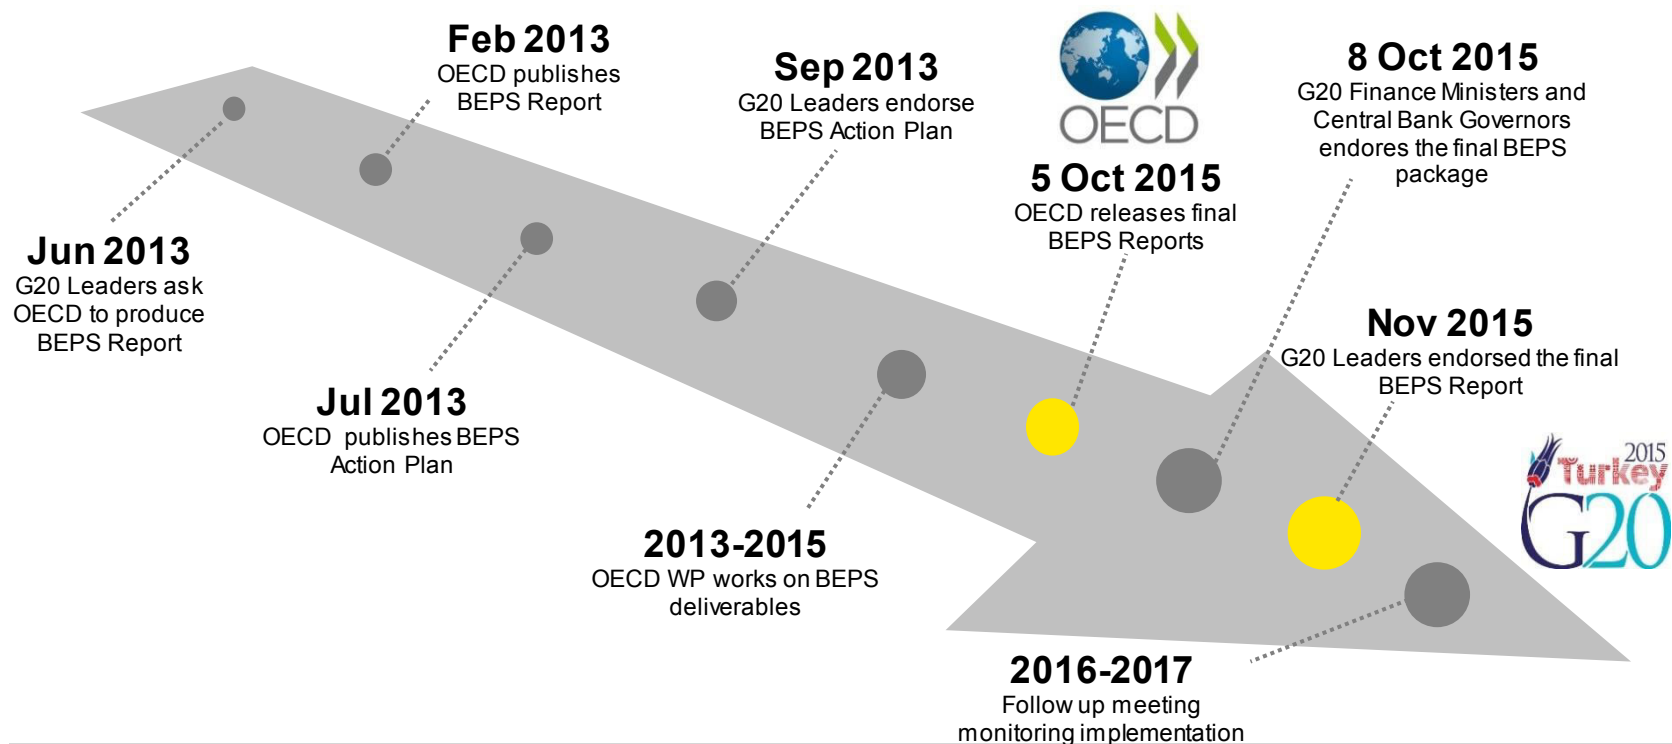 Jun 2013
G20 Leaders ask
OECD to produce
BEPS Report
Feb 2013
OECD publishes
BEPS Report
Jul 2013
OECD publishes BEPS
Action Plan
Sep 2013
G20 Leaders endorse
BEPS Action Plan
2013-2015
OECD WP works on BEPS
deliverables
OECD
5 Oct 2015
OECD releases final
BEPS Reports
8 Oct 2015
G20 Finance Ministers and
Central Bank Governors
endores the final BEPS
package
Nov 2015
G20 Leaders endorsed the final
BEPS Report
2015
Turkey
G20
2016-2017
Follow up meeting
monitoring implementation